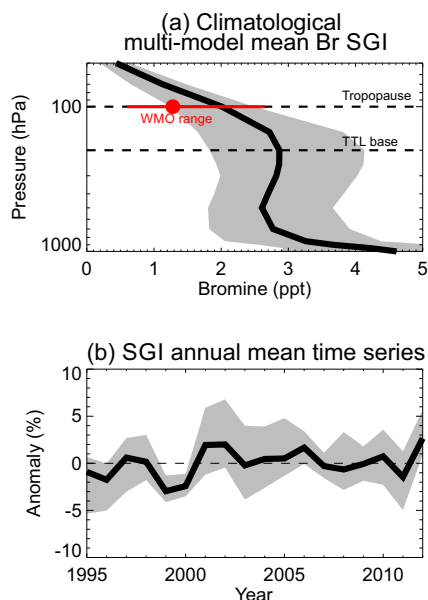 (a) Climatological
multi-model mean Br SGI
Pressure (hPa)
100
1000
Tropopause
WMO range
TTL base
0 1 2 3 4 5
Bromine (ppt)
(b) SGI annual mean time series
Anomaly (%)
10
5
0
-5
-10
1995 2000 2005 2010
Year